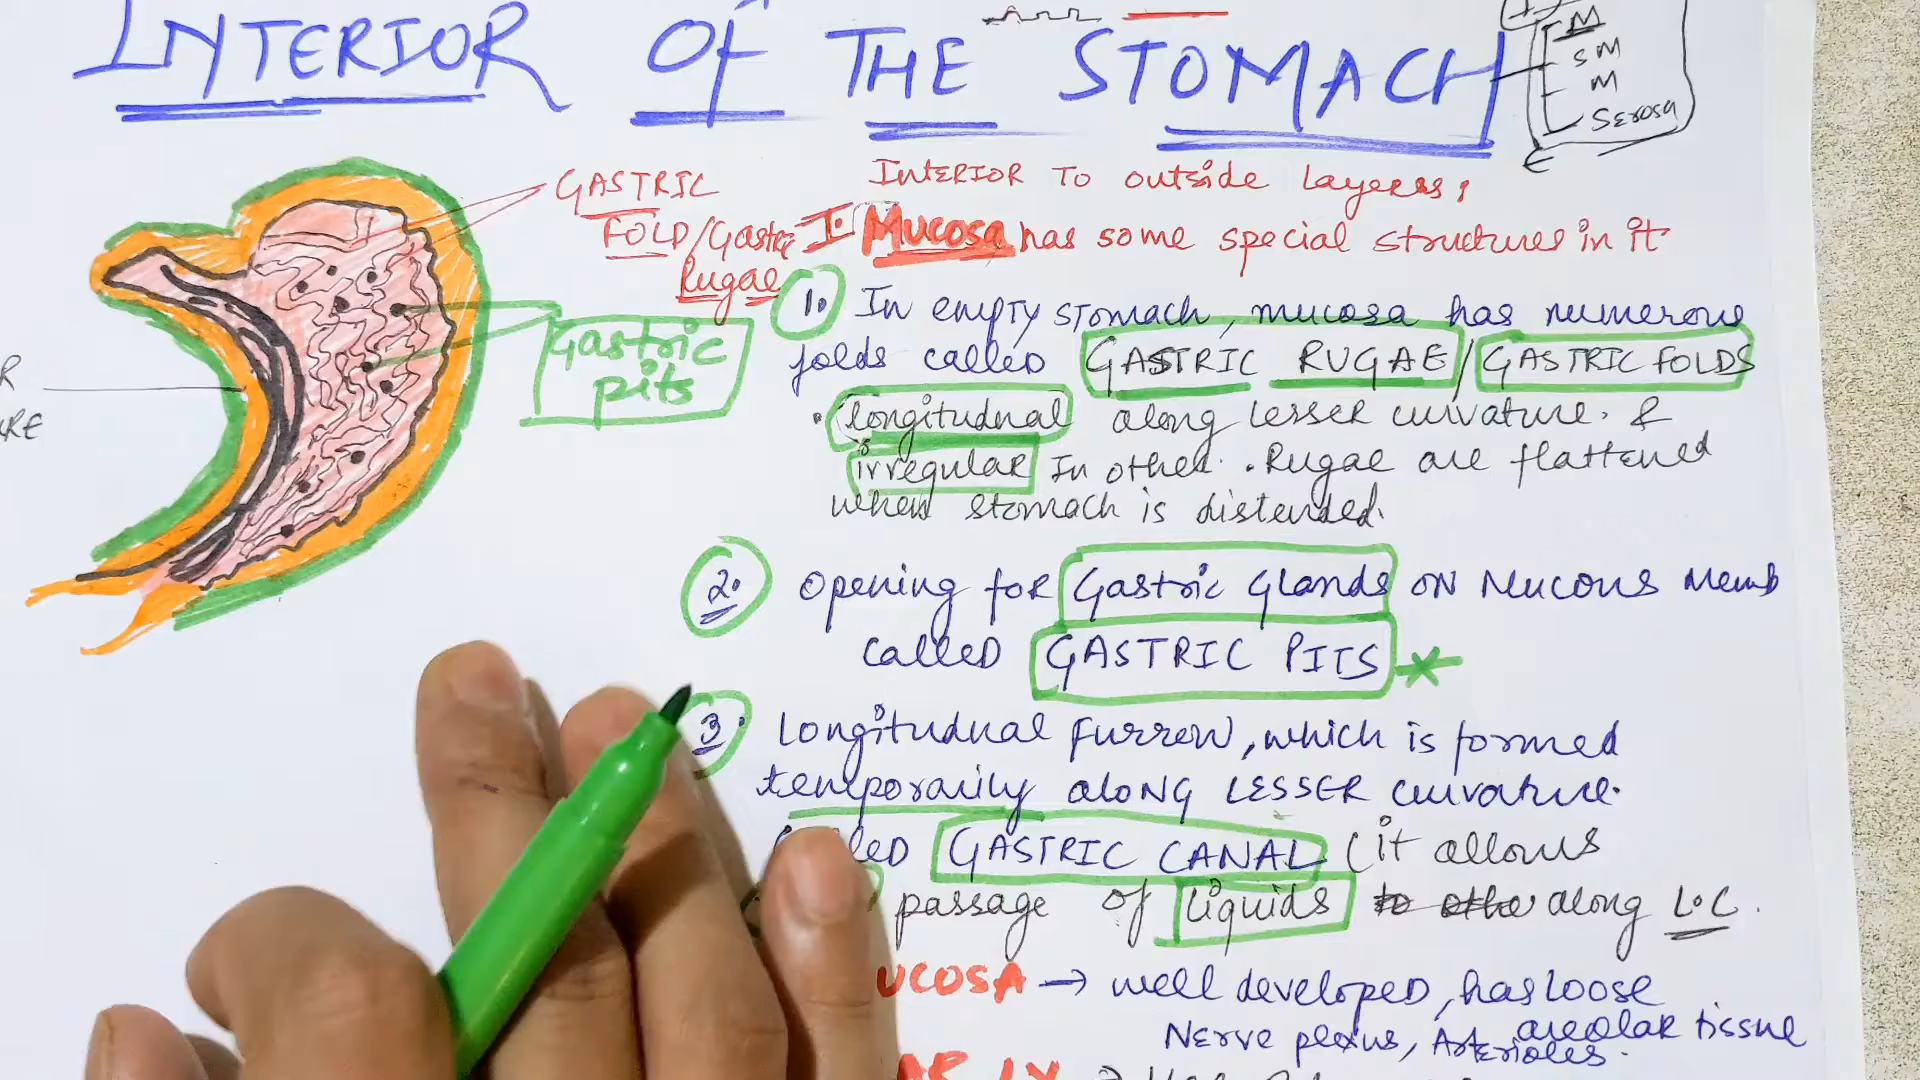 INTERIOR OF THE STOMACH
M
SM
M
Serosa
GASTRIC
FOLD/Gastric
Rugae
Gastric
pits
Interior to outside Layers;
I. Mucosa has some special structures in it
1. In empty stomach, mucosa has numerous
folds called GASTRIC RUGAE / GASTRIC FOLDS
• longitudnal along Lesser curvature. &
irregular In other. • Rugae are flattened
when stomach is distended.
2. Opening for Gastric Glands on Mucous Memb
called GASTRIC PITS
3. Longitudnal Furrow, which is formed
temporarily along LESSER curvature.
GASTRIC CANAL (it allows
passage of liquids along L.C.
UCOSA → well developed, has loose
areolar tissue
Nerve plexus, Arterioles.